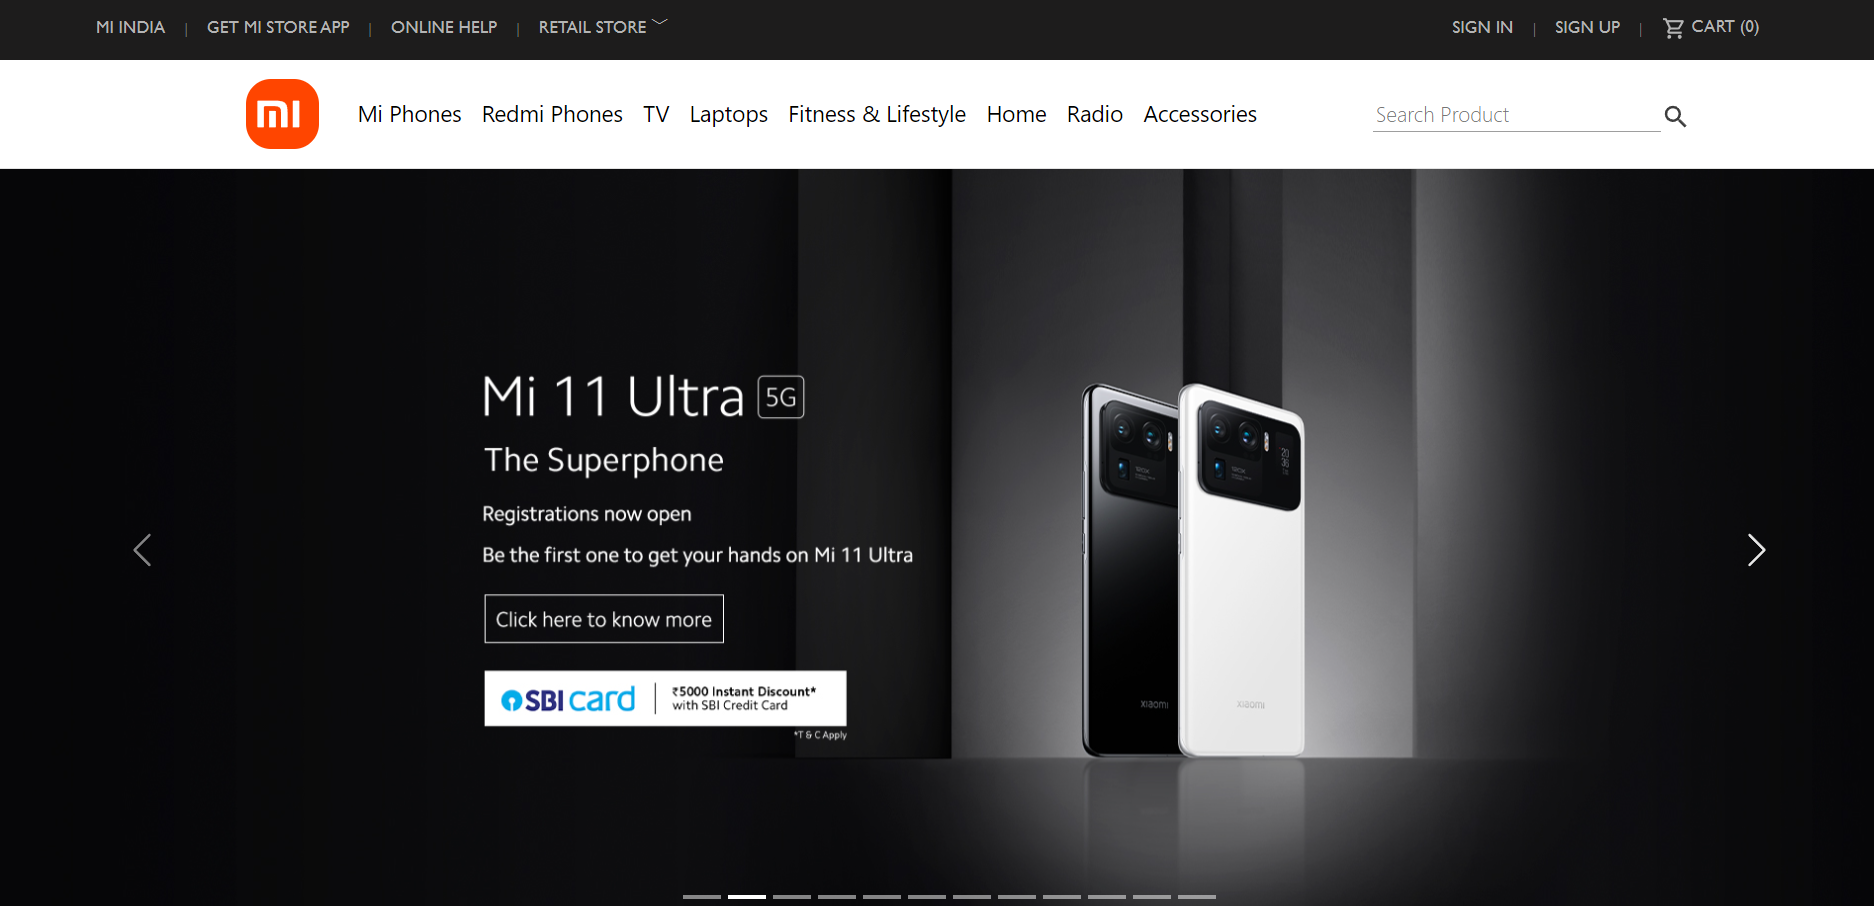 MI INDIA | GET MI STORE APP | ONLINE HELP | RETAIL STORE SIGN IN | SIGN UP | CART (0)
mi Mi Phones Redmi Phones TV Laptops Fitness & Lifestyle Home Radio Accessories Search Product
Mi 11 Ultra 5G
The Superphone
Registrations now open
Be the first one to get your hands on Mi 11 Ultra
Click here to know more
SBI card | ₹5000 Instant Discount*
with SBI Credit Card
*T & C Apply
120X
xiaomi xiaomi